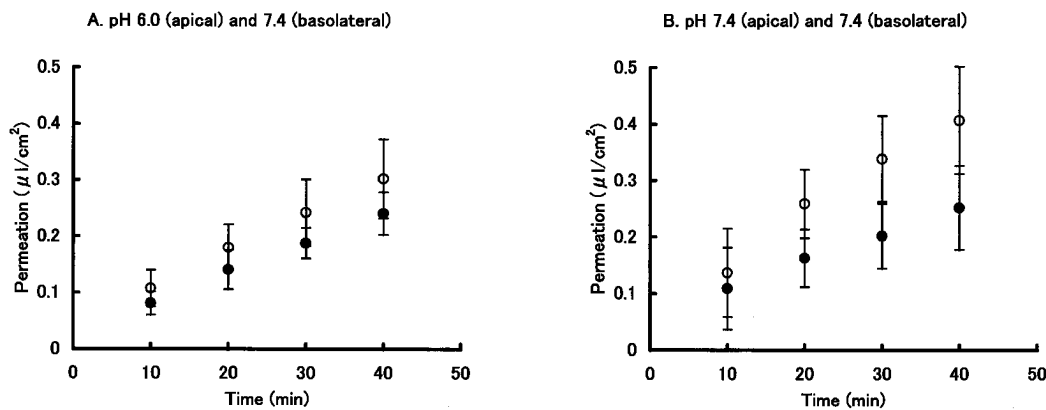 A. pH 6.0 (apical) and 7.4 (basolateral)
0.5
0.4
0.3
0.2
0.1
0
Permeation (μl/cm²)
0 10 20 30 40 50
Time (min)
B. pH 7.4 (apical) and 7.4 (basolateral)
0.5
0.4
0.3
0.2
0.1
0
Permeation (μl/cm²)
0 10 20 30 40 50
Time (min)